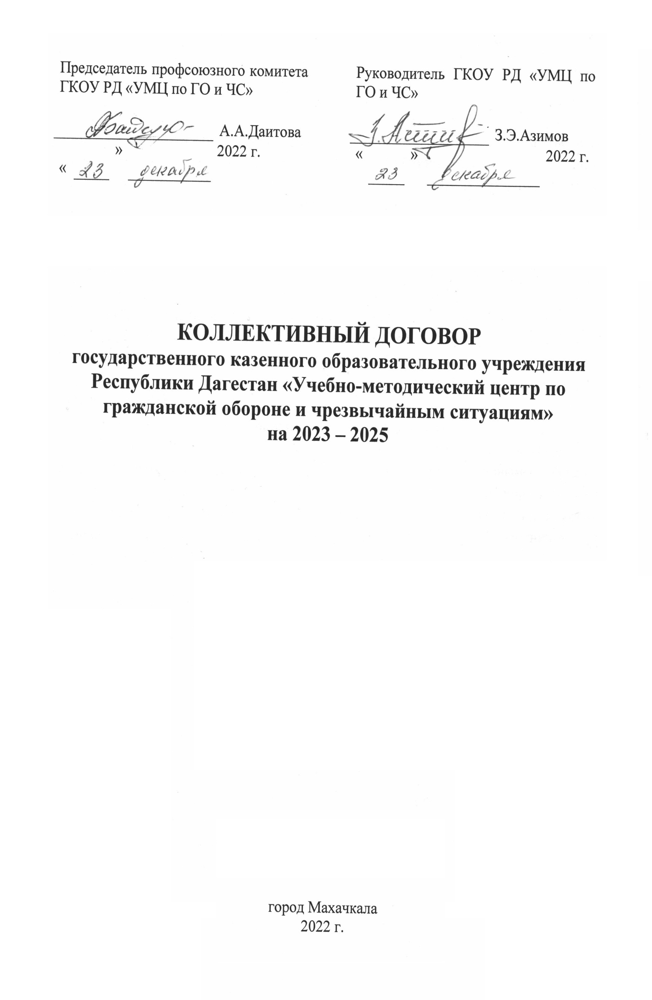 Председатель профсоюзного комитета
ГКОУ РД «УМЦ по ГО и ЧС»
А.А.Даитова
» 2022 г.
« 23 декабря
Руководитель ГКОУ РД «УМЦ по
ГО и ЧС»
З.Э.Азимов
« » 2022 г.
23 декабря
КОЛЛЕКТИВНЫЙ ДОГОВОР
государственного казенного образовательного учреждения
Республики Дагестан «Учебно-методический центр по
гражданской обороне и чрезвычайным ситуациям»
на 2023 – 2025
город Махачкала
2022 г.